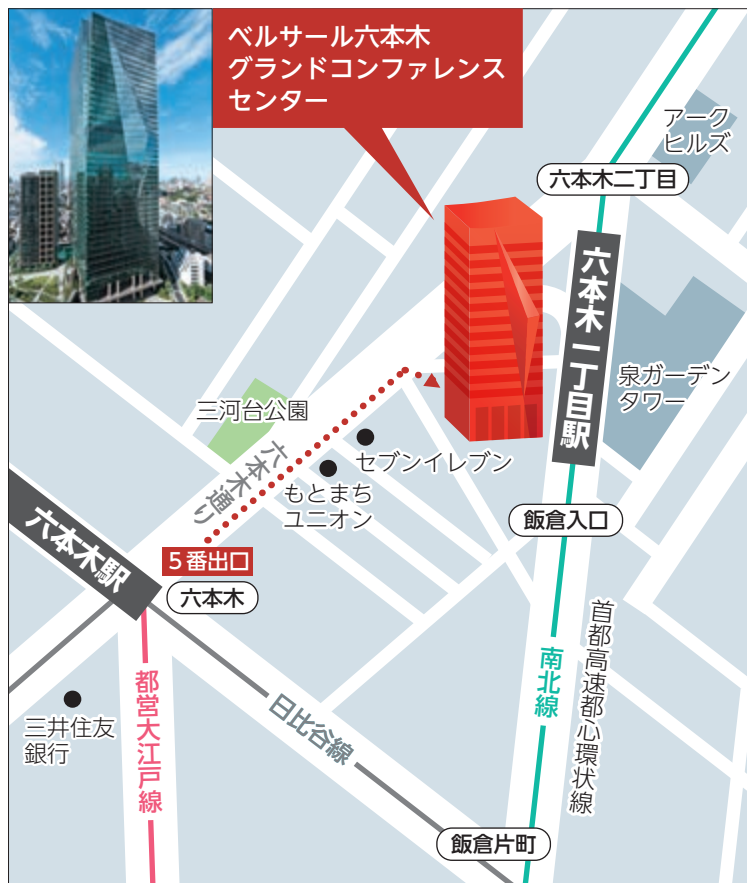 ベルサール六本木
グランドコンファレンス
センター
アーク
ヒルズ
六本木二丁目
六本木一丁目駅
泉ガーデン
タワー
三河台公園
六本木通り
セブンイレブン
もとまち
ユニオン
飯倉入口
六本木駅
5番出口
六本木
首都高速都心環状線
南北線
三井住友
銀行
都営大江戸線
日比谷線
飯倉片町